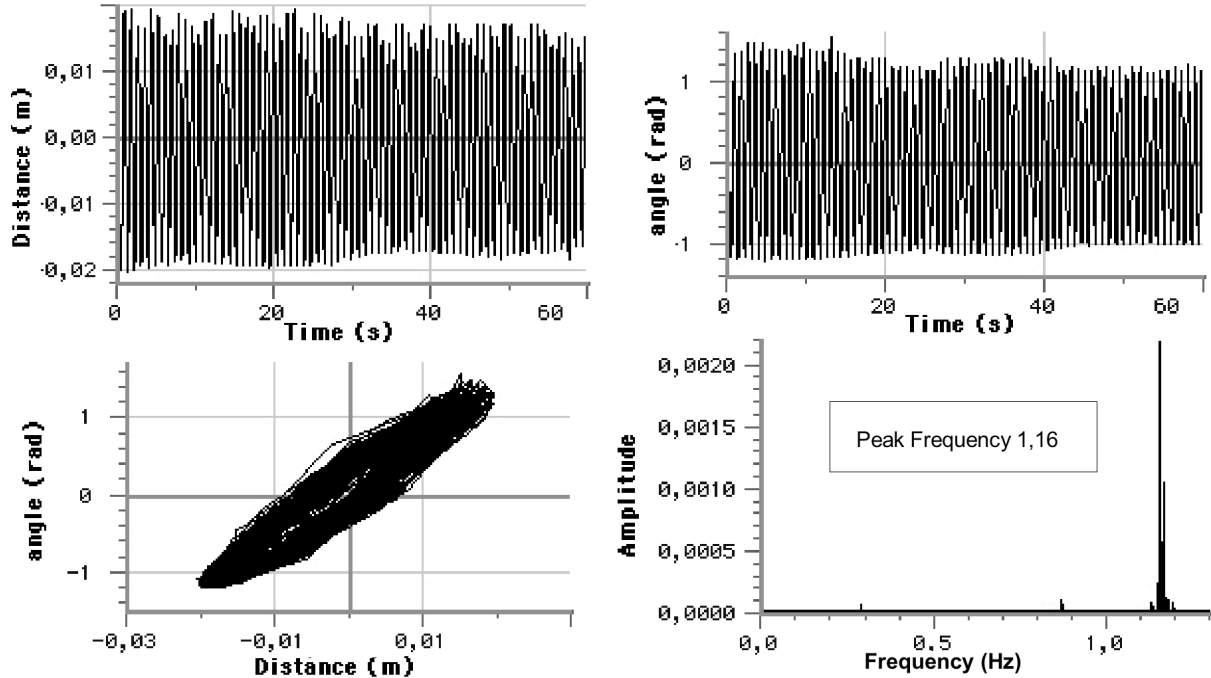 0,01
0,00
-0,01
-0,02
Distance (m)
0 20 40 60
Time (s)
1
0
-1
angle (rad)
0 20 40 60
Time (s)
1
0
-1
angle (rad)
-0,03 -0,01 0,01
Distance (m)
0,0020
0,0015
0,0010
0,0005
0,0000
Amplitude
Peak Frequency 1,16
0,0 0,5 1,0
Frequency (Hz)